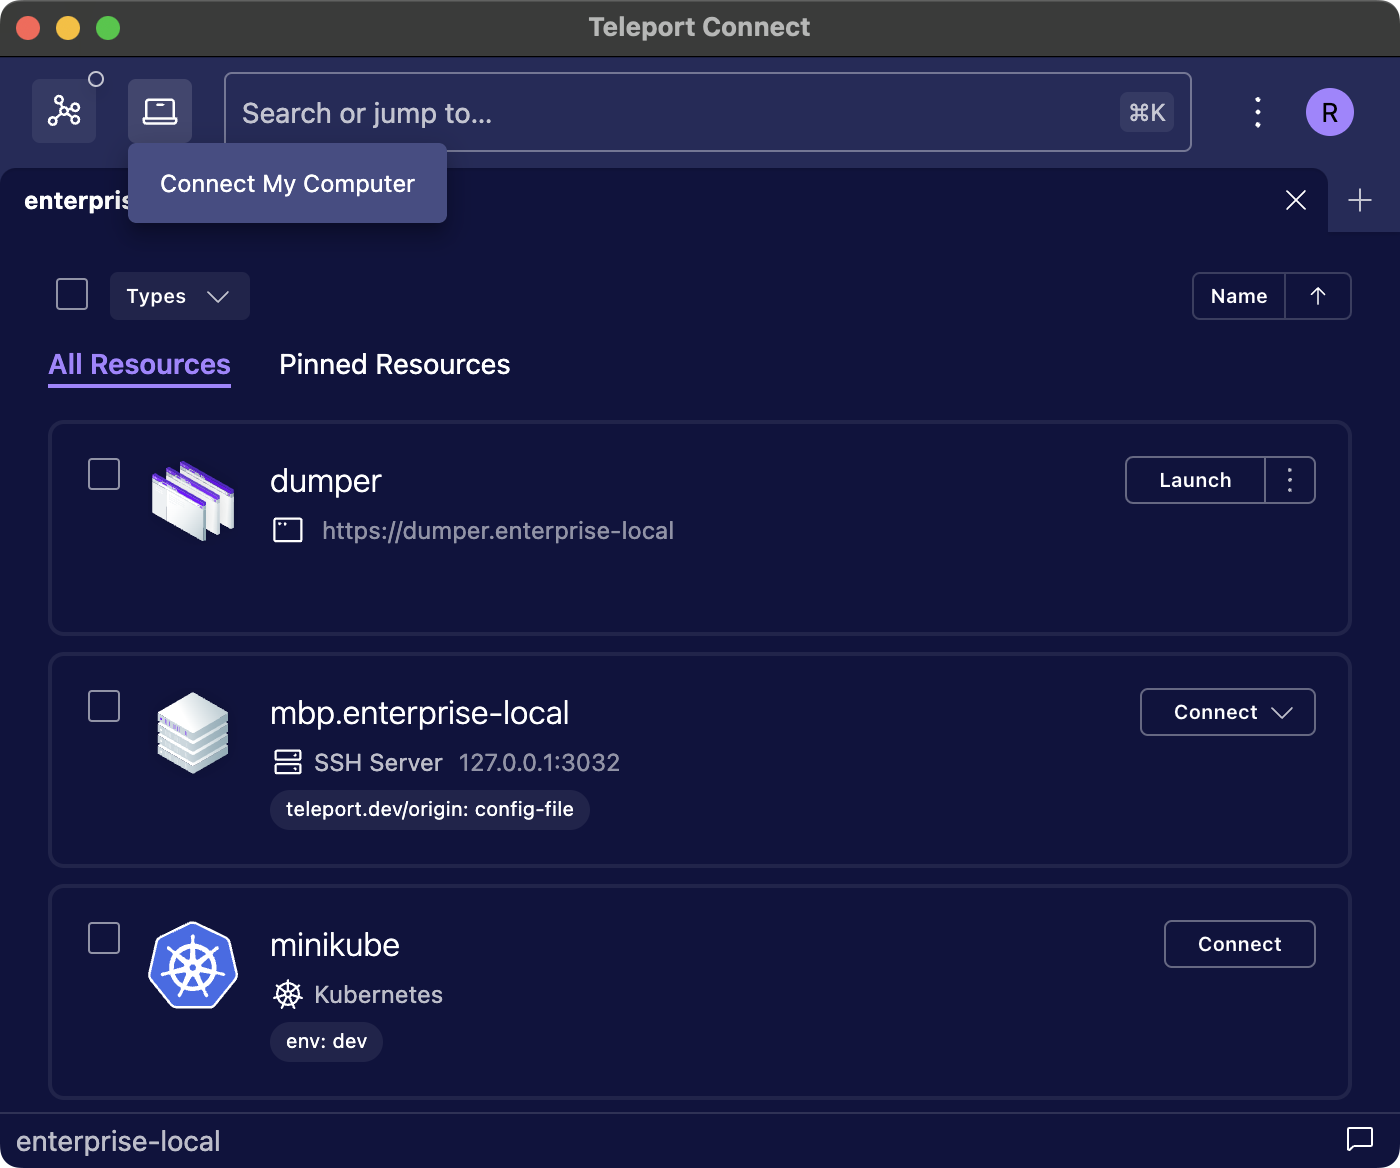 Teleport Connect
Search or jump to...
⌘K
R
Connect My Computer
enterpris
Types
Name
All Resources
Pinned Resources
dumper
Launch
https://dumper.enterprise-local
mbp.enterprise-local
Connect
SSH Server 127.0.0.1:3032
teleport.dev/origin: config-file
minikube
Connect
Kubernetes
env: dev
enterprise-local